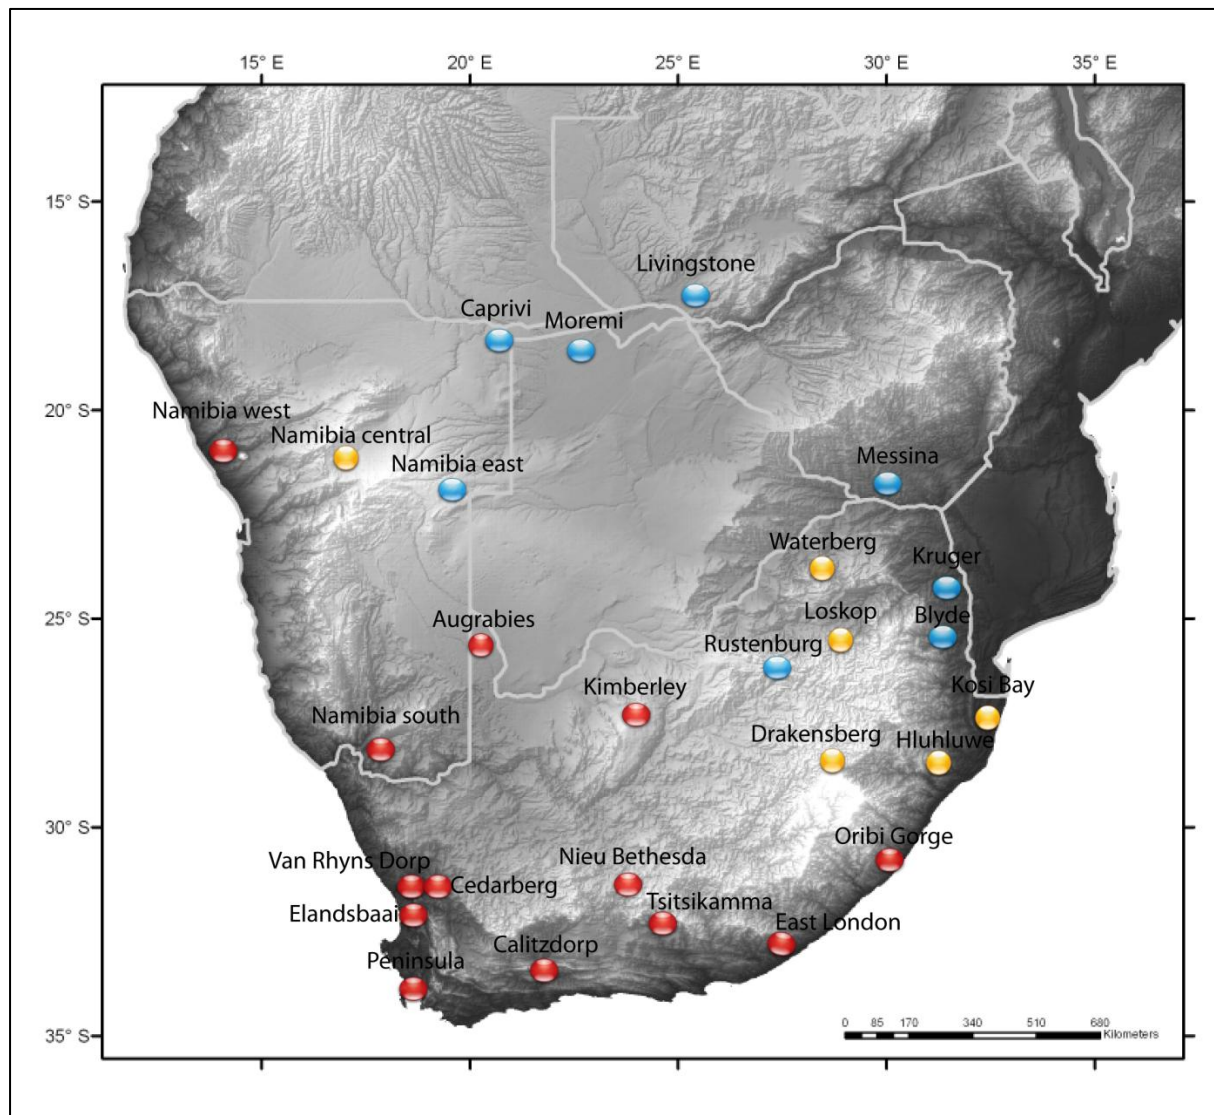 15° E 20° E 25° E 30° E 35° E
15° S
Livingstone
Caprivi
Moremi
20° S
Namibia west
Namibia central
Namibia east
Messina
Waterberg
Kruger
25° S
Augrabies
Loskop
Blyde
Rustenburg
Kimberley
Kosi Bay
Namibia south
Drakensberg
Hluhluwe
30° S
Oribi Gorge
Van Rhyns Dorp
Nieu Bethesda
Cedarberg
Tsitsikamma
Elandsbaai
East London
Calitzdorp
Peninsula
35° S
0 85 170 340 510 680
Kilometers